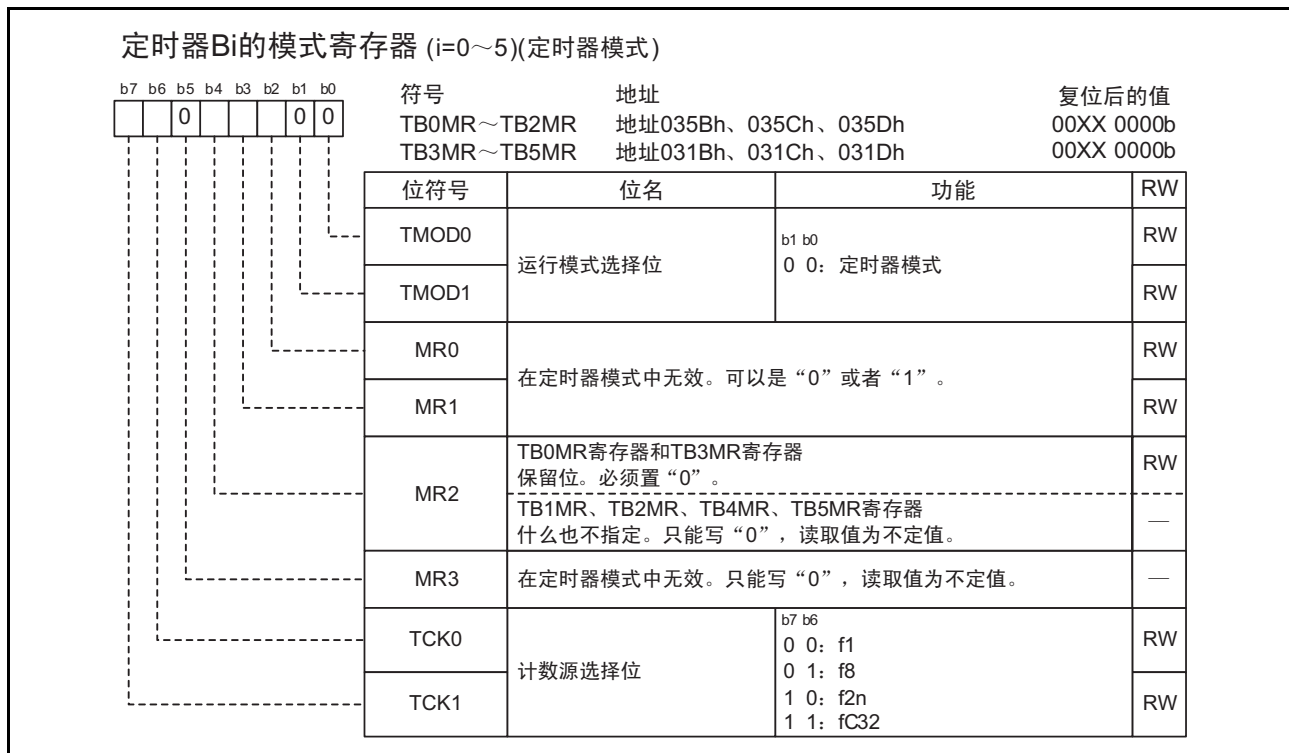 定时器Bi的模式寄存器 (i=0～5)(定时器模式)
b7 b6 b5 b4 b3 b2 b1 b0
0 0 0
符号 地址 复位后的值
TB0MR～TB2MR 地址035Bh、035Ch、035Dh 00XX 0000b
TB3MR～TB5MR 地址031Bh、031Ch、031Dh 00XX 0000b
位符号 位名 功能 RW
TMOD0 RW
运行模式选择位
b1 b0
0 0：定时器模式
TMOD1 RW
MR0 RW
在定时器模式中无效。可以是“0”或者“1”。
MR1 RW
MR2
TB0MR寄存器和TB3MR寄存器
保留位。必须置“0”。
RW
TB1MR、TB2MR、TB4MR、TB5MR寄存器
什么也不指定。只能写“0”，读取值为不定值。
—
MR3 在定时器模式中无效。只能写“0”，读取值为不定值。 —
TCK0 RW
计数源选择位
b7 b6
0 0：f1
0 1：f8
1 0：f2n
1 1：fC32
TCK1 RW